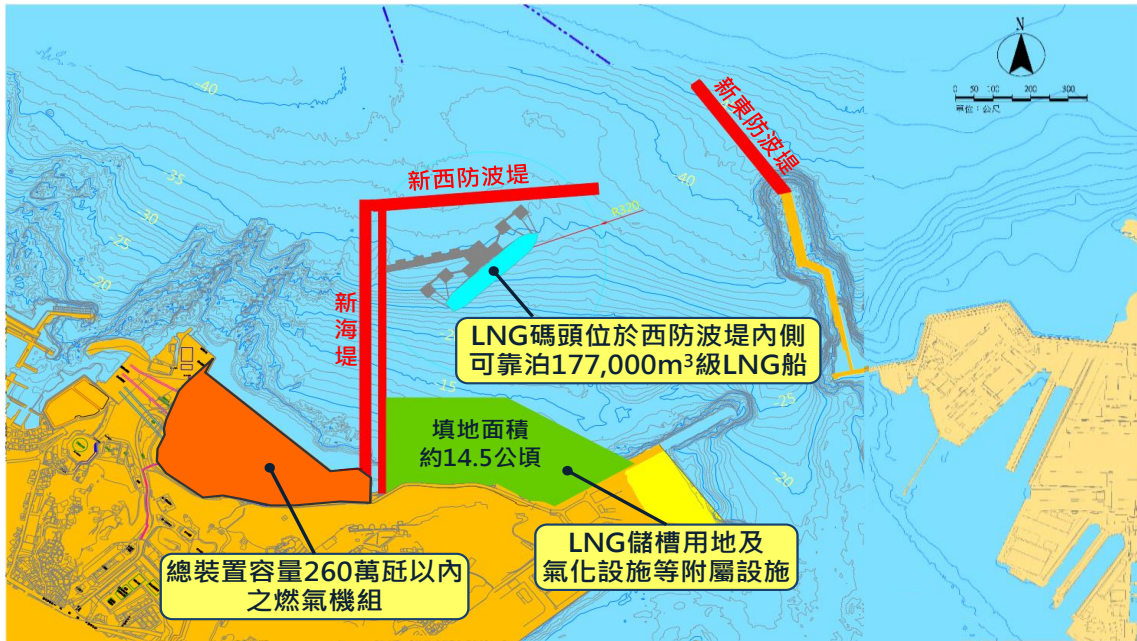 N
0 50 100 200 300
單位：公尺
新東防波堤
新西防波堤
R320
新海堤
-40
-35
-30
-25
-20
-40
-15
-25
-20
LNG碼頭位於西防波堤內側
可靠泊177,000m³級LNG船
填地面積
約14.5公頃
LNG儲槽用地及
氣化設施等附屬設施
總裝置容量260萬瓩以內
之燃氣機組